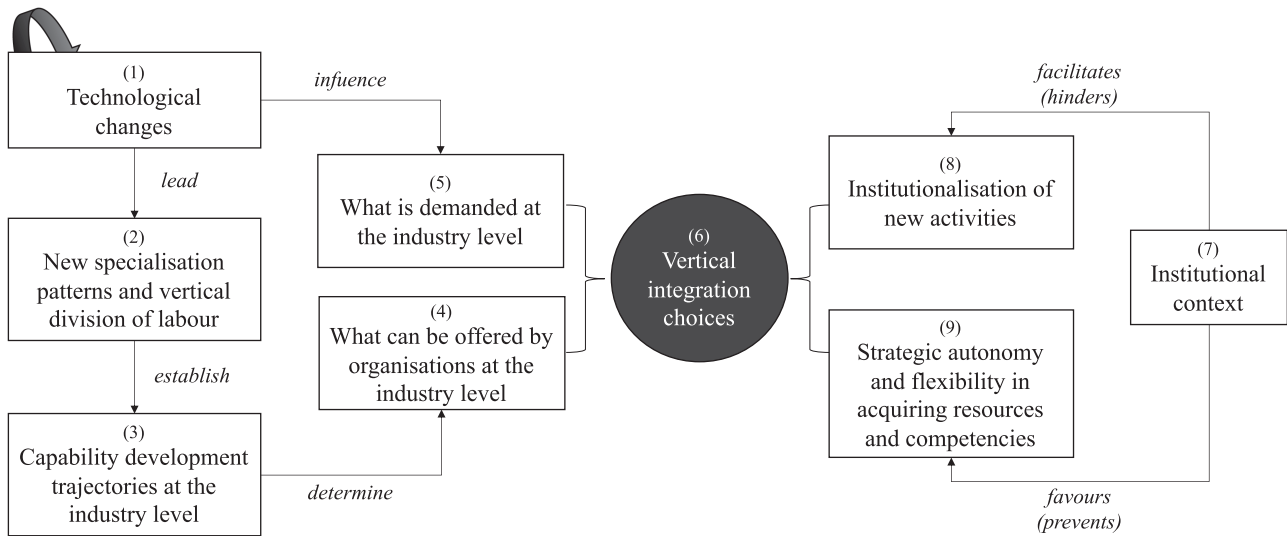 (1)
Technological
changes
infuence
lead
(2)
New specialisation
patterns and vertical
division of labour
establish
(3)
Capability development
trajectories at the
industry level
determine
(5)
What is demanded at
the industry level
(4)
What can be offered by
organisations at the
industry level
(6)
Vertical
integration
choices
(8)
Institutionalisation of
new activities
(9)
Strategic autonomy
and flexibility in
acquiring resources
and competencies
facilitates
(hinders)
(7)
Institutional
context
favours
(prevents)